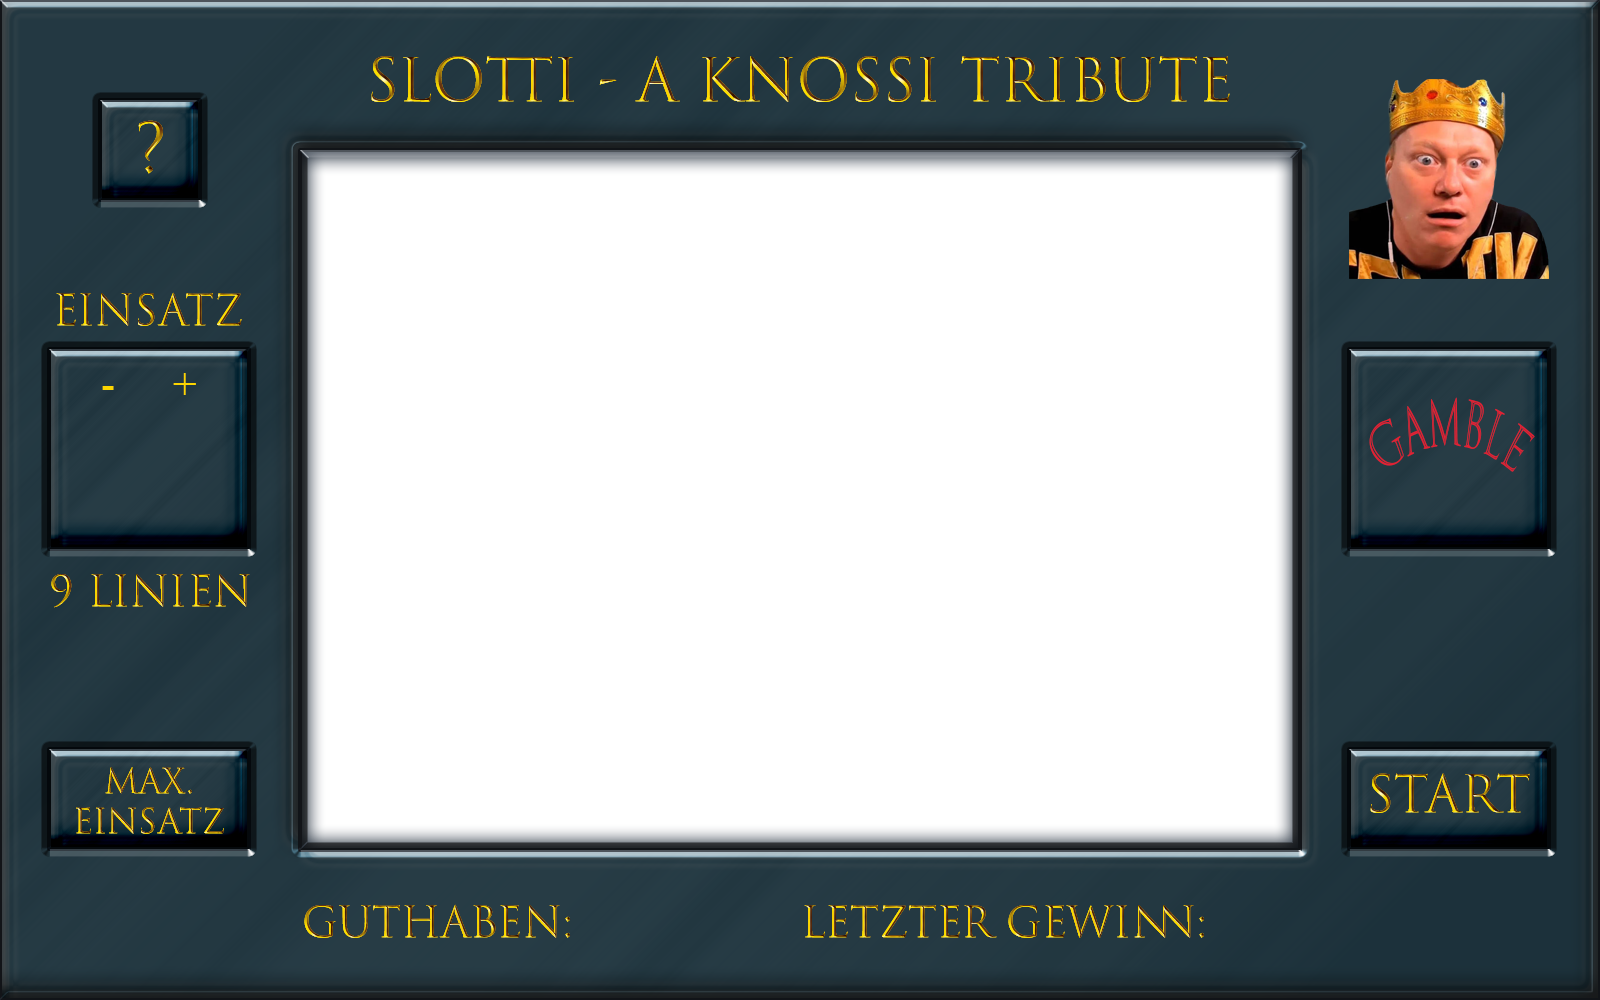 SLOTTI - A KNOSSI TRIBUTE
?
EINSATZ
- +
GAMBLE
9 LINIEN
MAX.
EINSATZ
START
GUTHABEN: LETZTER GEWINN: